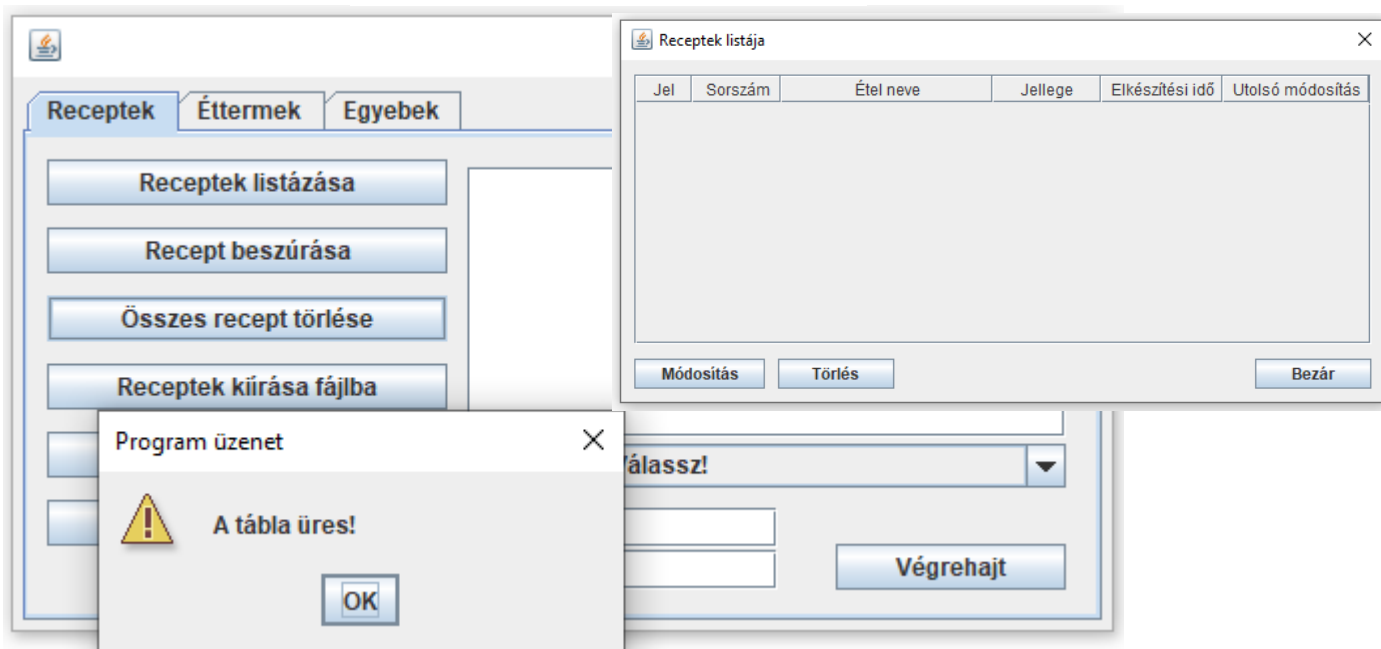 Receptek listája
Jel Sorszám Étel neve Jellege Elkészítési idő Utolsó módosítás
Módosítás Törlés Bezár
Receptek Éttermek Egyebek
Receptek listázása
Recept beszúrása
Összes recept törlése
Receptek kiírása fájlba
Válassz!
Végrehajt
Program üzenet
A tábla üres!
OK